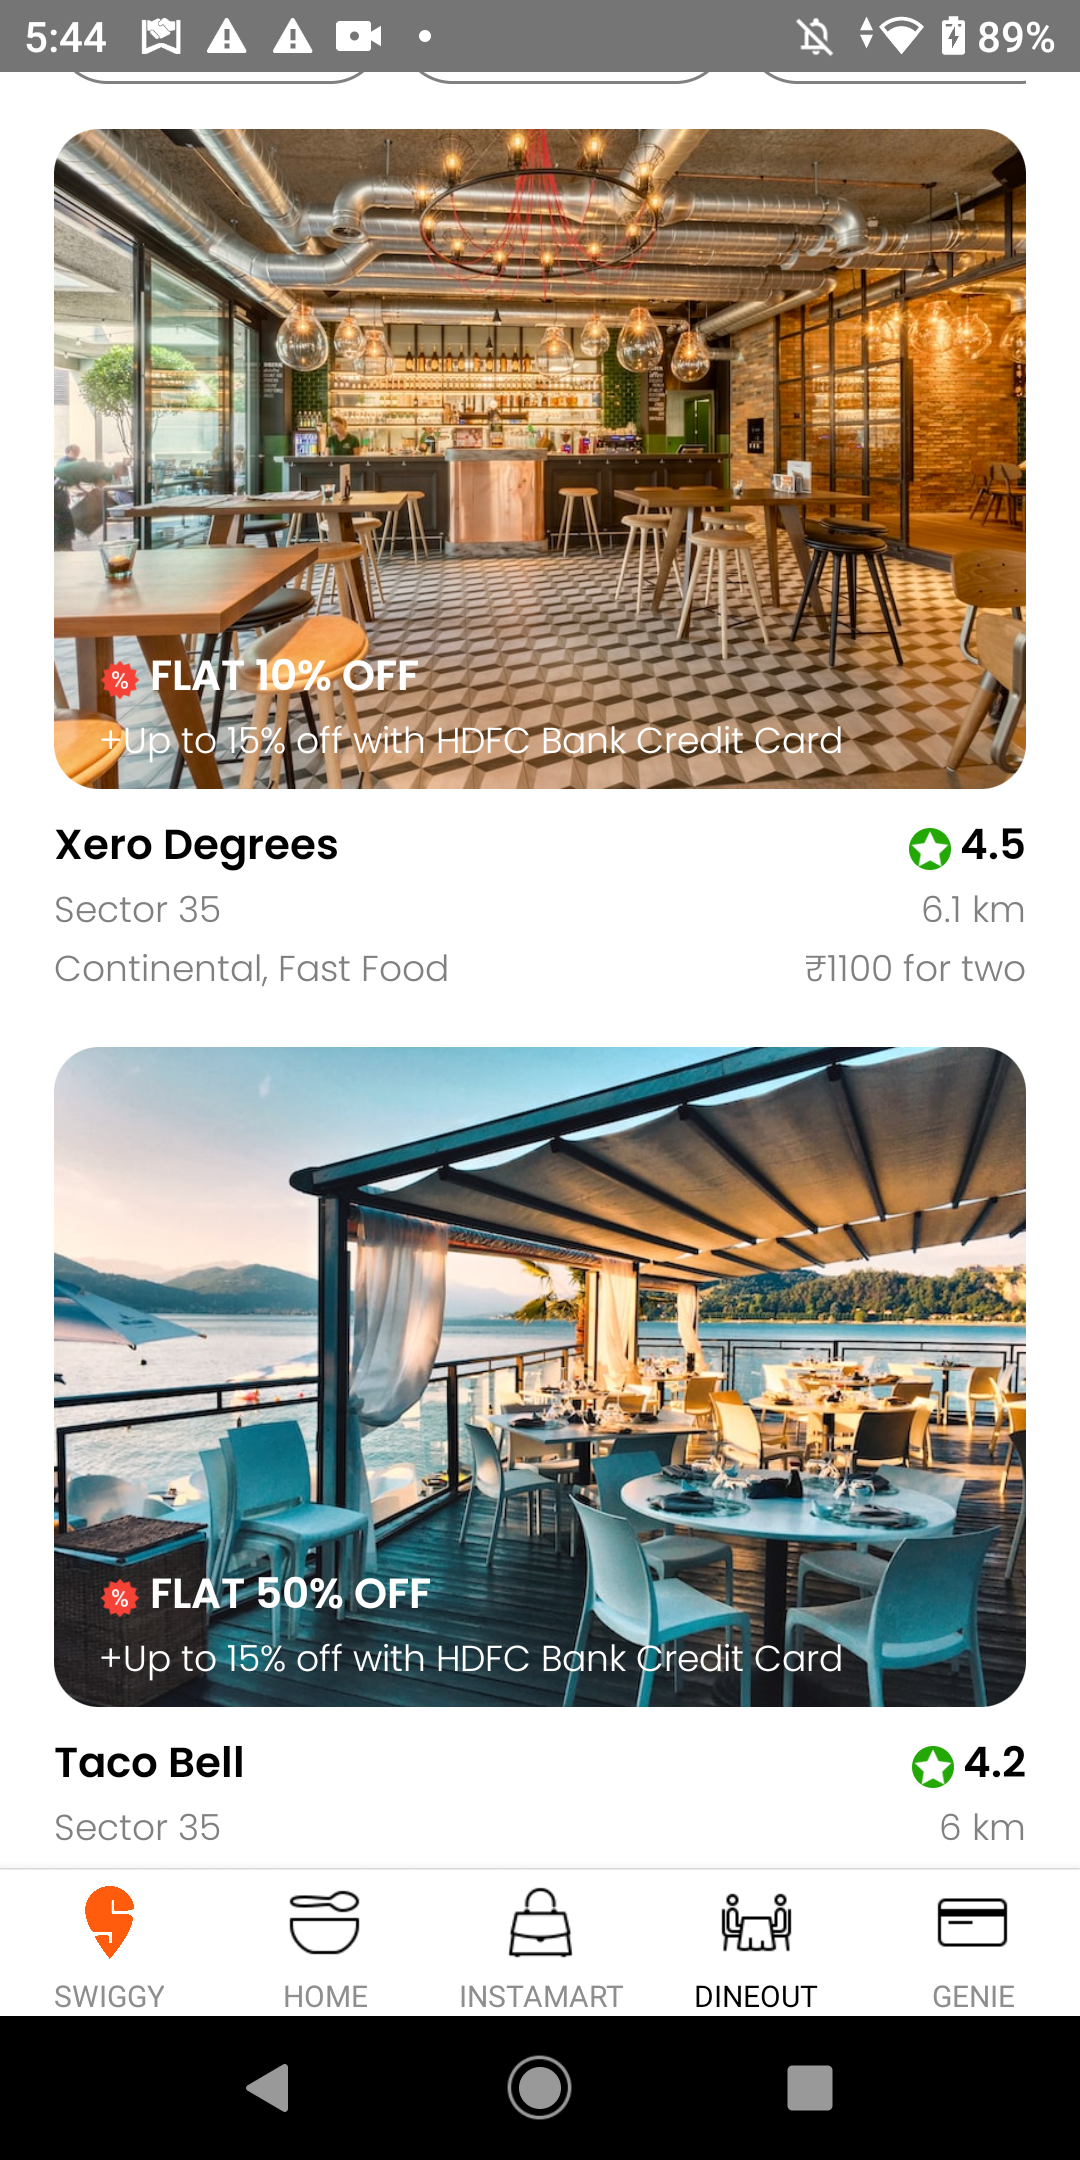 5:44
89%
% FLAT 10% OFF
+Up to 15% off with HDFC Bank Credit Card
Xero Degrees
4.5
Sector 35
6.1 km
Continental, Fast Food
₹1100 for two
% FLAT 50% OFF
+Up to 15% off with HDFC Bank Credit Card
Taco Bell
4.2
Sector 35
6 km
SWIGGY
HOME
INSTAMART
DINEOUT
GENIE